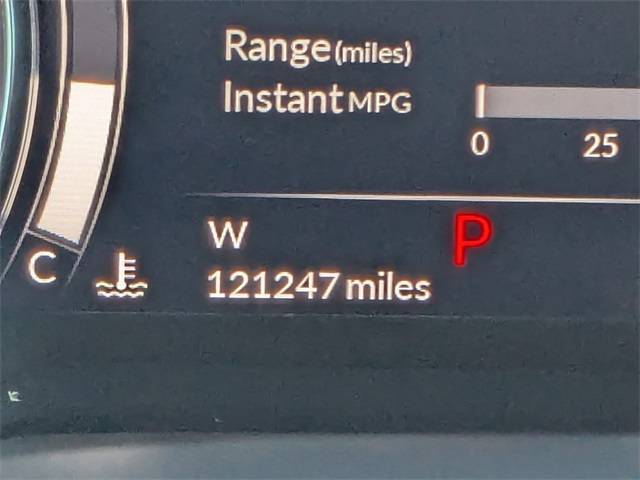 Range (miles)
Instant MPG
0 25
W
P
C
121247 miles